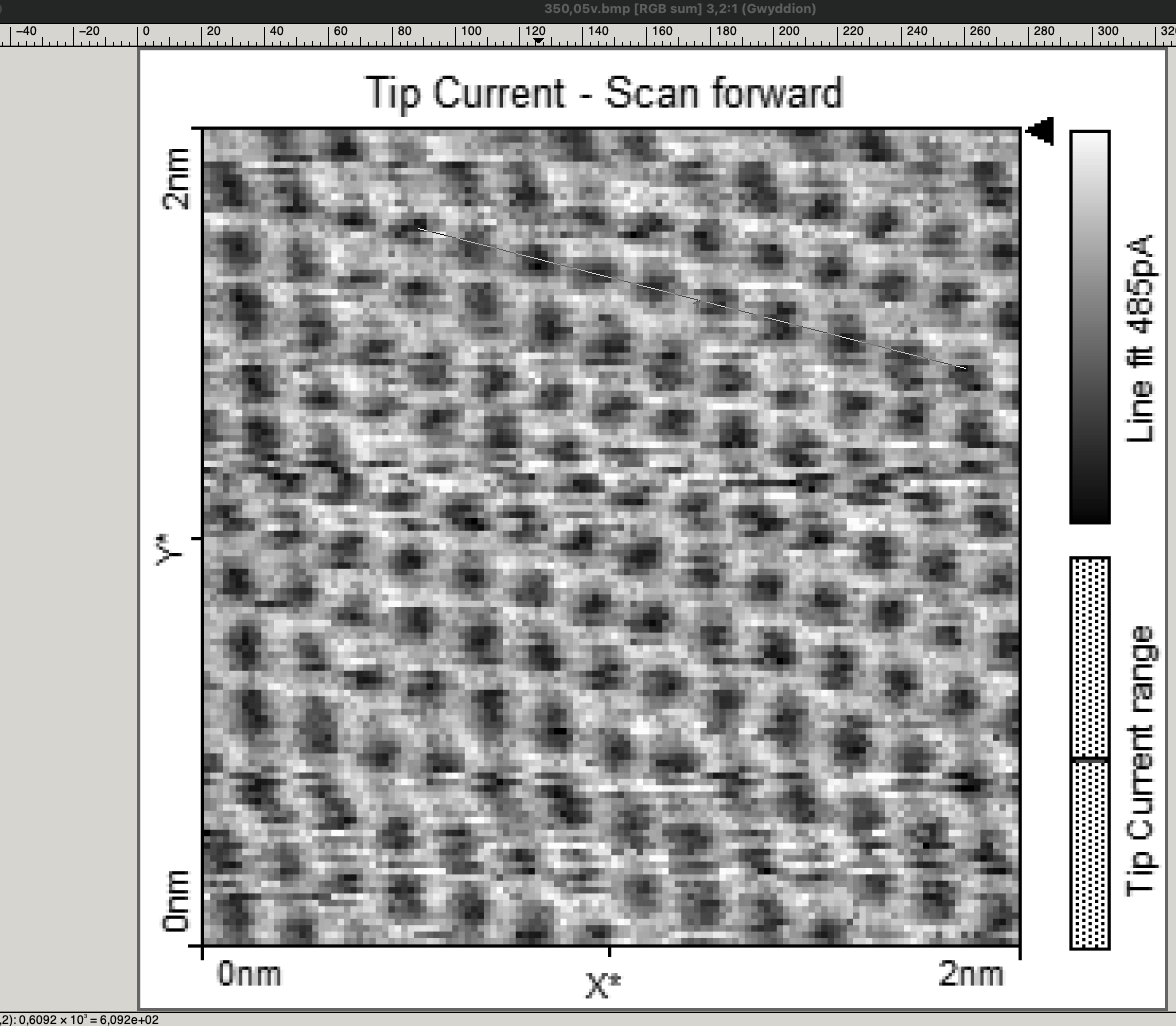 350,05v.bmp [RGB sum] 3,2:1 (Gwyddion)
-40 -20 0 20 40 60 80 100 120 140 160 180 200 220 240 260 280 300
Tip Current - Scan forward
2nm
Y*
0nm
0nm
X*
2nm
Line fit 485pA
Tip Current range
,2): 0,6092 × 10³ = 6,092e+02